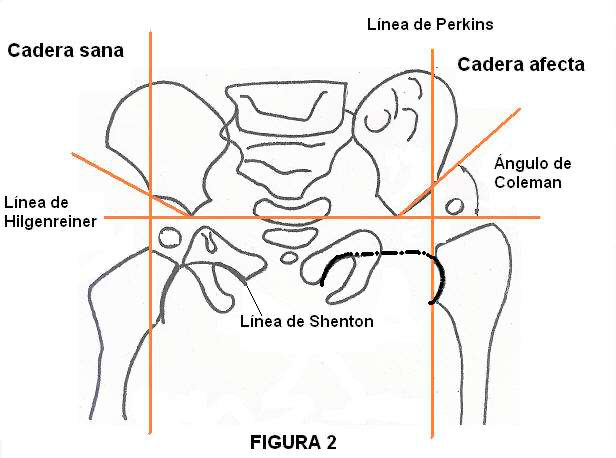 Línea de Perkins
Cadera sana
Cadera afecta
Ángulo de
Coleman
Línea de
Hilgenreiner
Línea de Shenton
FIGURA 2